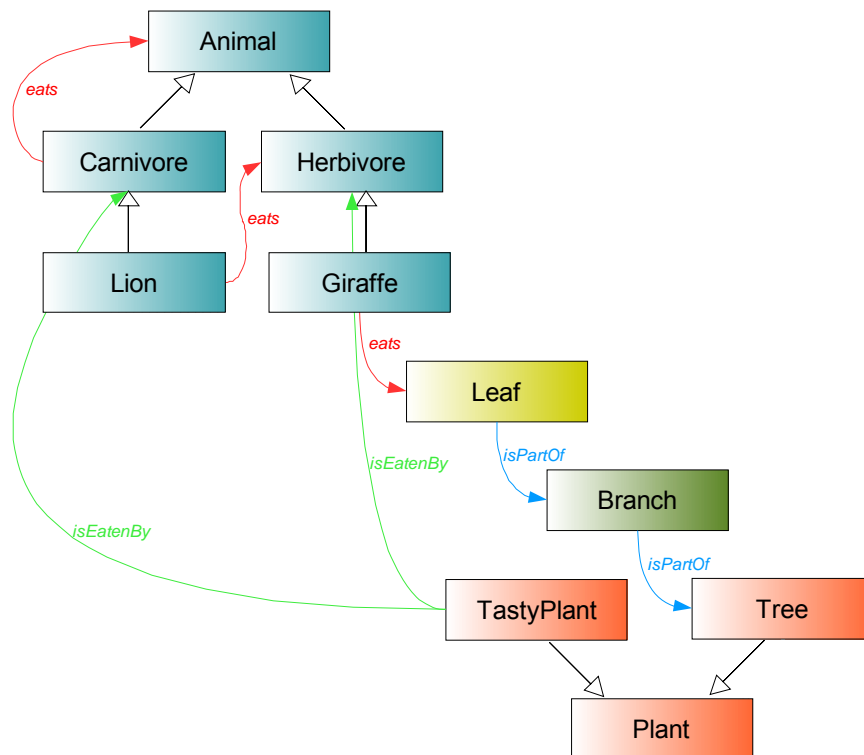 Animal
eats
Carnivore
Herbivore
eats
Lion
Giraffe
eats
Leaf
isPartOf
isEatenBy
Branch
isEatenBy
isPartOf
TastyPlant
Tree
Plant